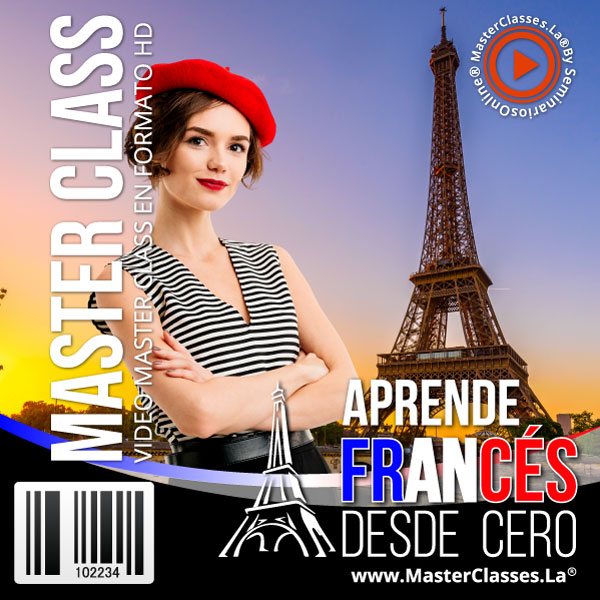 MASTER CLASS
VIDEO MASTER CLASS EN FORMATO HD
MasterClasses.La®By SeminariosOnline®
APRENDE
FRANCÉS
DESDE CERO
www.MasterClasses.La®
102234